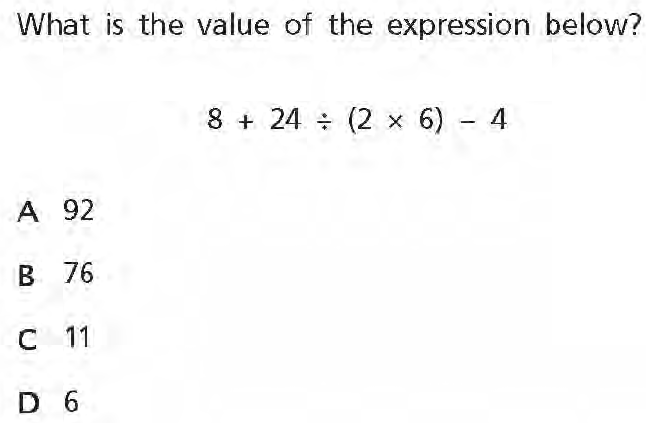 What is the value of the expression below?
8 + 24 ÷ (2 × 6) – 4
A 92
B 76
C 11
D 6